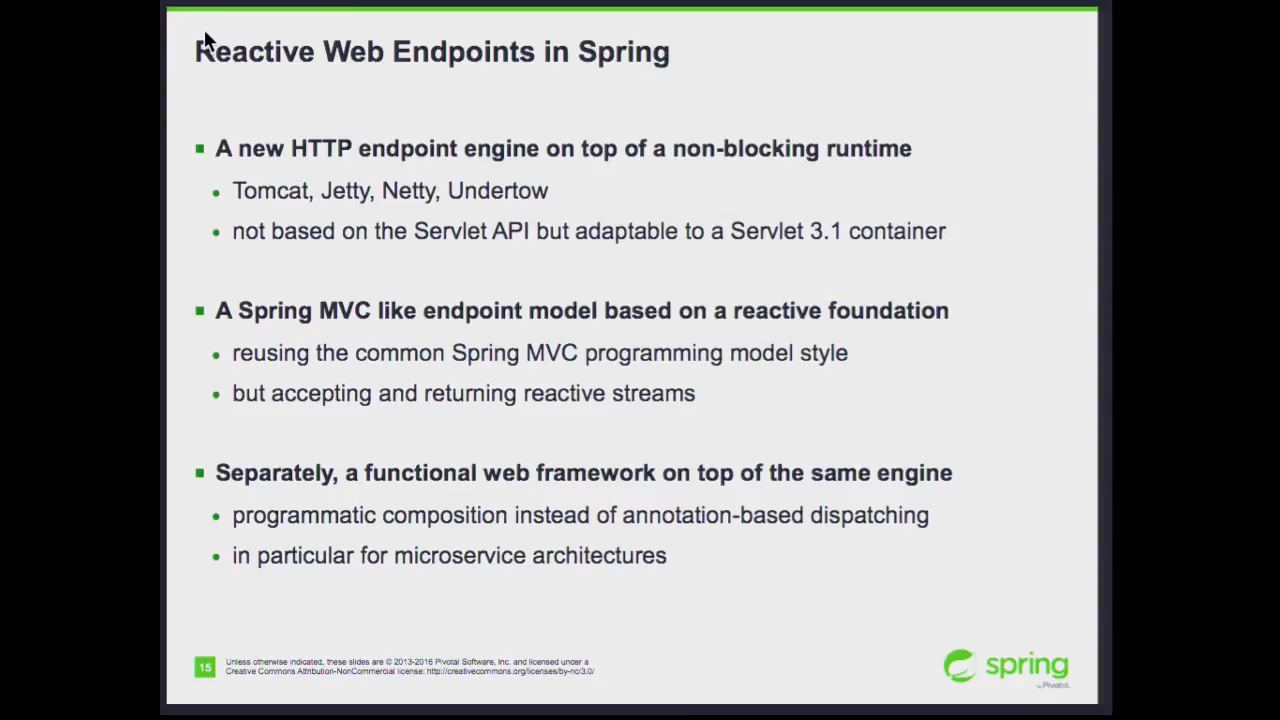 Reactive Web Endpoints in Spring
A new HTTP endpoint engine on top of a non-blocking runtime
Tomcat, Jetty, Netty, Undertow
not based on the Servlet API but adaptable to a Servlet 3.1 container
A Spring MVC like endpoint model based on a reactive foundation
reusing the common Spring MVC programming model style
but accepting and returning reactive streams
Separately, a functional web framework on top of the same engine
programmatic composition instead of annotation-based dispatching
in particular for microservice architectures
15
Unless otherwise indicated, these slides are © 2013-2016 Pivotal Software, Inc. and licensed under a
Creative Commons Attribution-NonCommercial license: http://creativecommons.org/licenses/by-nc/3.0/
spring
by Pivotal.